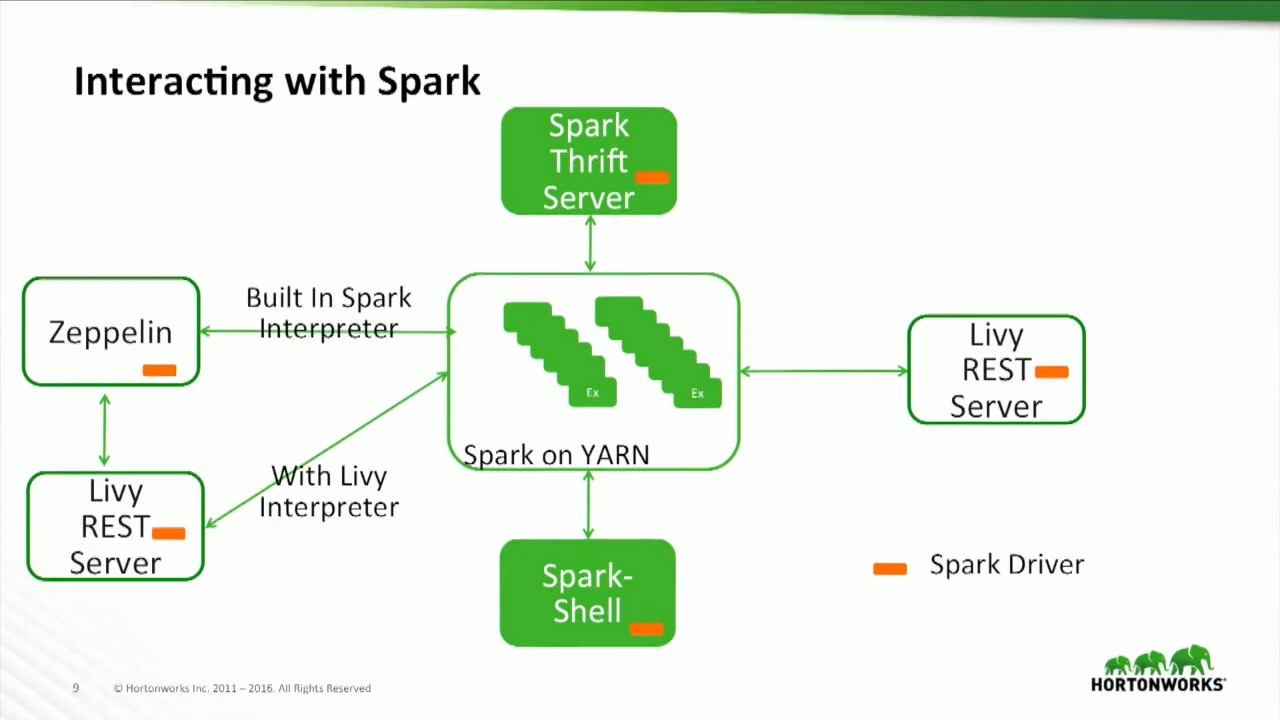 Interacting with Spark
Spark
Thrift
Server
Built In Spark
Interpreter
Zeppelin
Ex
Ex
Livy
REST
Server
Spark on YARN
With Livy
Interpreter
Livy
REST
Server
Spark-
Shell
Spark Driver
9
© Hortonworks Inc. 2011 – 2016. All Rights Reserved
HORTONWORKS